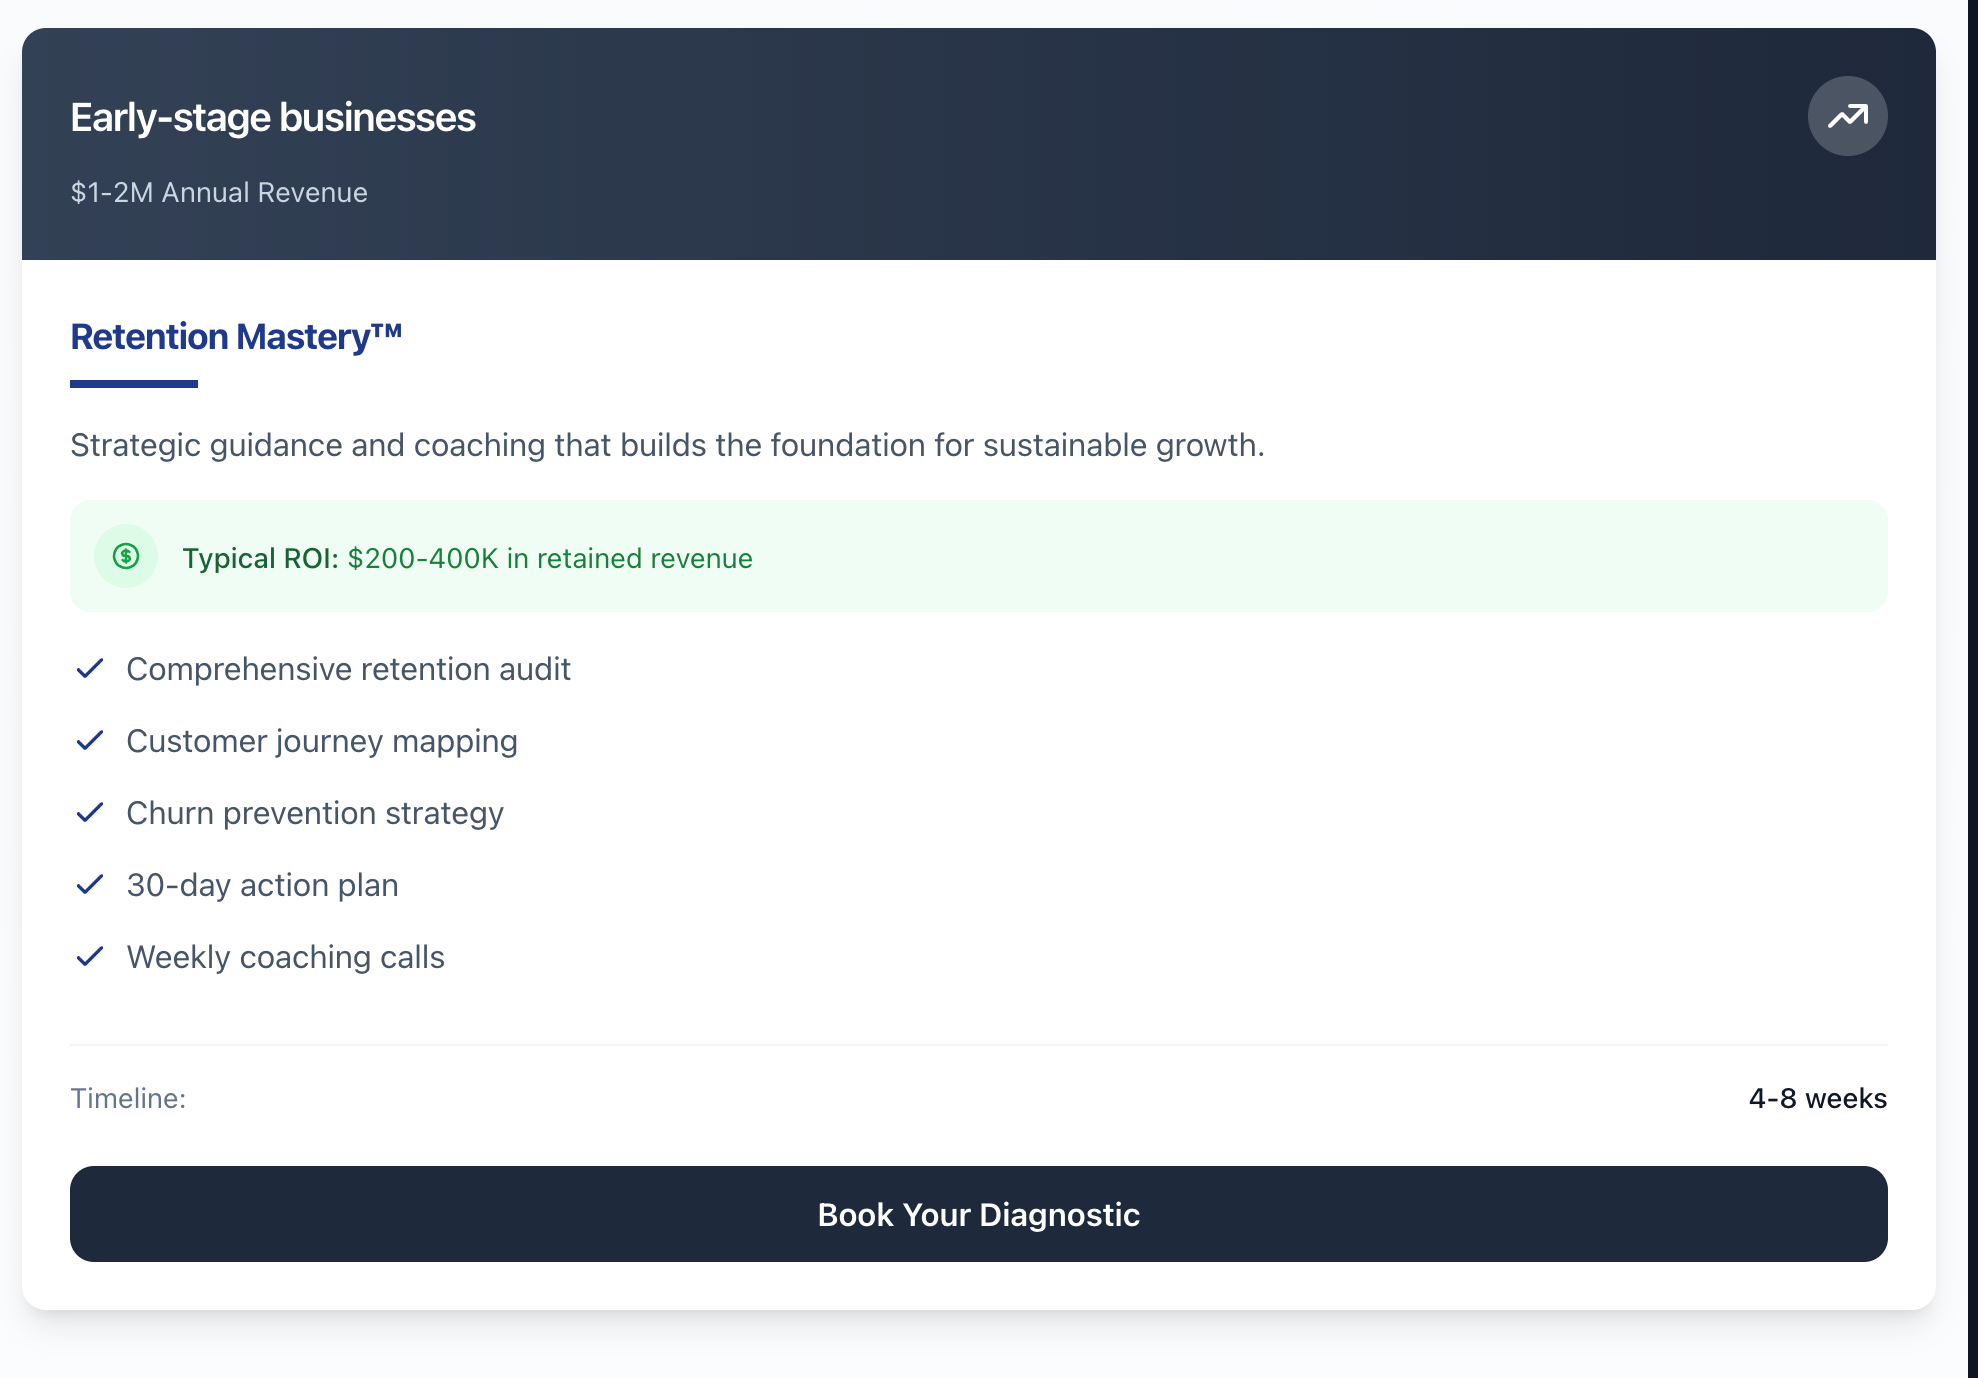 Early-stage businesses
$1-2M Annual Revenue
Retention Mastery™
Strategic guidance and coaching that builds the foundation for sustainable growth.
Typical ROI: $200-400K in retained revenue
Comprehensive retention audit
Customer journey mapping
Churn prevention strategy
30-day action plan
Weekly coaching calls
Timeline: 4-8 weeks
Book Your Diagnostic